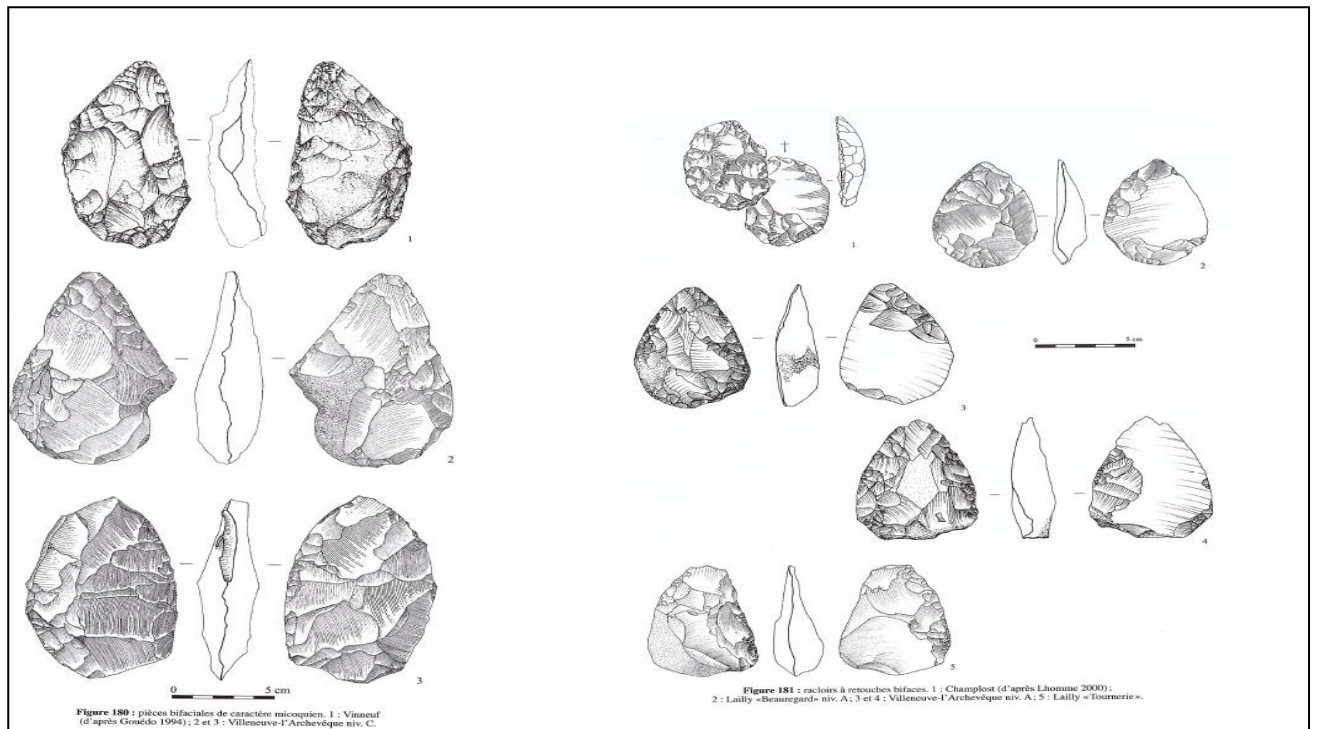 1
2
3
0 5 cm
Figure 180 : pièces bifaciales de caractère micoquien. 1 : Vinneuf
(d'après Gouédo 1994) ; 2 et 3 : Villeneuve-l'Archevêque niv. C.
1
2
0 5 cm
3
4
5
Figure 181 : racloirs à retouches bifaces. 1 : Champlost (d'après Lhomme 2000) ;
2 : Lailly «Beauregard» niv. A ; 3 et 4 : Villeneuve-l'Archevêque niv. A ; 5 : Lailly «Tournerie».